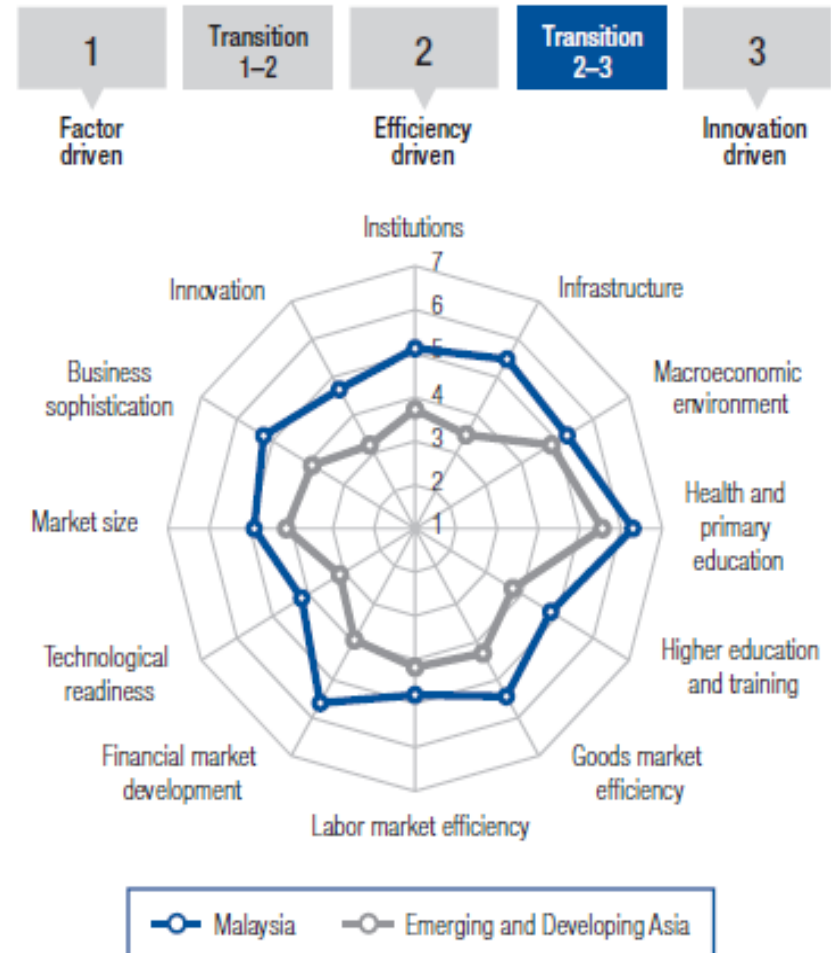 1
Transition
1–2
2
Transition
2–3
3
Factor
driven
Efficiency
driven
Innovation
driven
Institutions
7
Innovation
Infrastructure
6
5
Business
sophistication
Macroeconomic
environment
4
3
2
Market size
1
Health and
primary
education
Technological
readiness
Higher education
and training
Financial market
development
Goods market
efficiency
Labor market efficiency
Malaysia
Emerging and Developing Asia